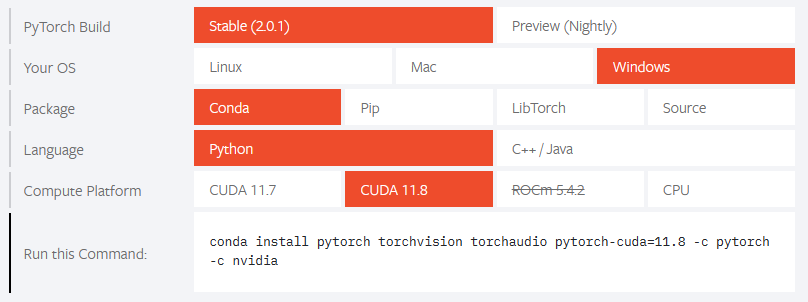 PyTorch Build Stable (2.0.1) Preview (Nightly)
Your OS Linux Mac Windows
Package Conda Pip LibTorch Source
Language Python C++ / Java
Compute Platform CUDA 11.7 CUDA 11.8 ROCm 5.4.2 CPU
Run this Command: conda install pytorch torchvision torchaudio pytorch-cuda=11.8 -c pytorch
-c nvidia